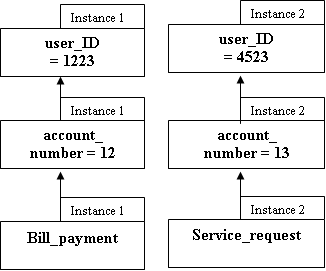 Instance 1
user_ID
= 1223
Instance 1
account_
number = 12
Instance 1
Bill_payment
Instance 2
user_ID
= 4523
Instance 2
account_
number = 13
Instance 2
Service_request